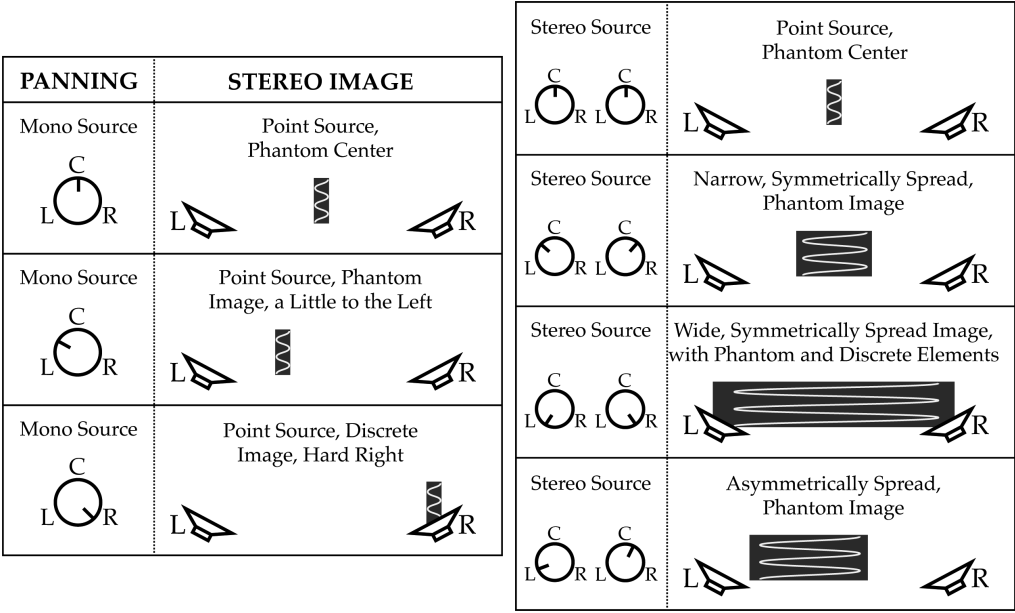 PANNING
STEREO IMAGE
Mono Source
C
L
R
Point Source,
Phantom Center
L
R
Mono Source
C
L
R
Point Source, Phantom
Image, a Little to the Left
L
R
Mono Source
C
L
R
Point Source, Discrete
Image, Hard Right
L
R
Stereo Source
C
C
L
R
L
R
Point Source,
Phantom Center
L
R
Stereo Source
C
C
L
R
L
R
Narrow, Symmetrically Spread,
Phantom Image
L
R
Stereo Source
C
C
L
R
L
R
Wide, Symmetrically Spread Image,
with Phantom and Discrete Elements
L
R
Stereo Source
C
C
L
R
L
R
Asymmetrically Spread,
Phantom Image
L
R